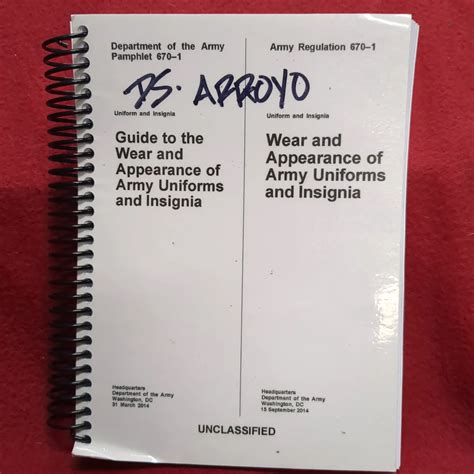 Department of the Army
Pamphlet 670–1
DS. ARROYO
Uniform and Insignia
Guide to the
Wear and
Appearance of
Army Uniforms
and Insignia
Headquarters
Department of the Army
Washington, DC
31 March 2014
Army Regulation 670–1
Uniform and Insignia
Wear and
Appearance of
Army Uniforms
and Insignia
Headquarters
Department of the Army
Washington, DC
15 September 2014
UNCLASSIFIED